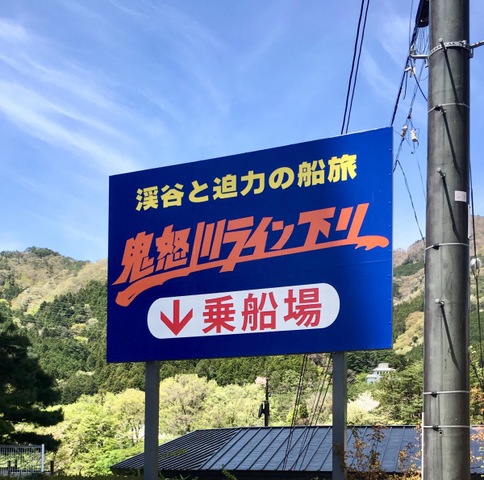 渓谷と迫力の船旅
鬼怒川ライン下り
↓乗船場